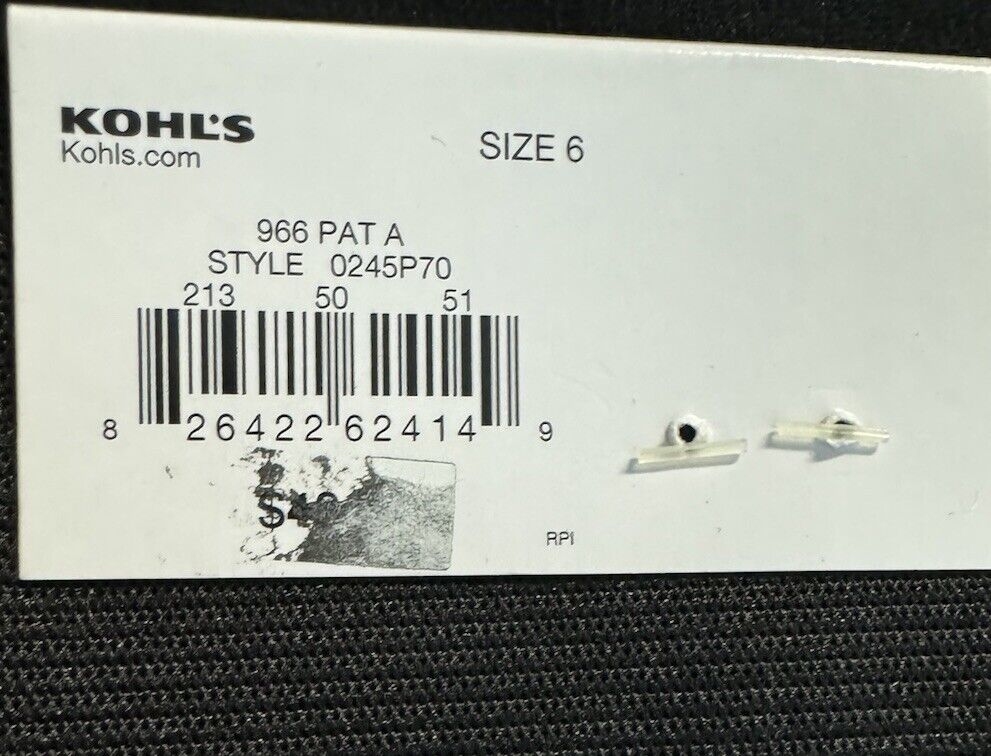 KOHL'S
Kohls.com
SIZE 6
966 PAT A
STYLE 0245P70
213 50 51
8 26422 62414 9
RPI